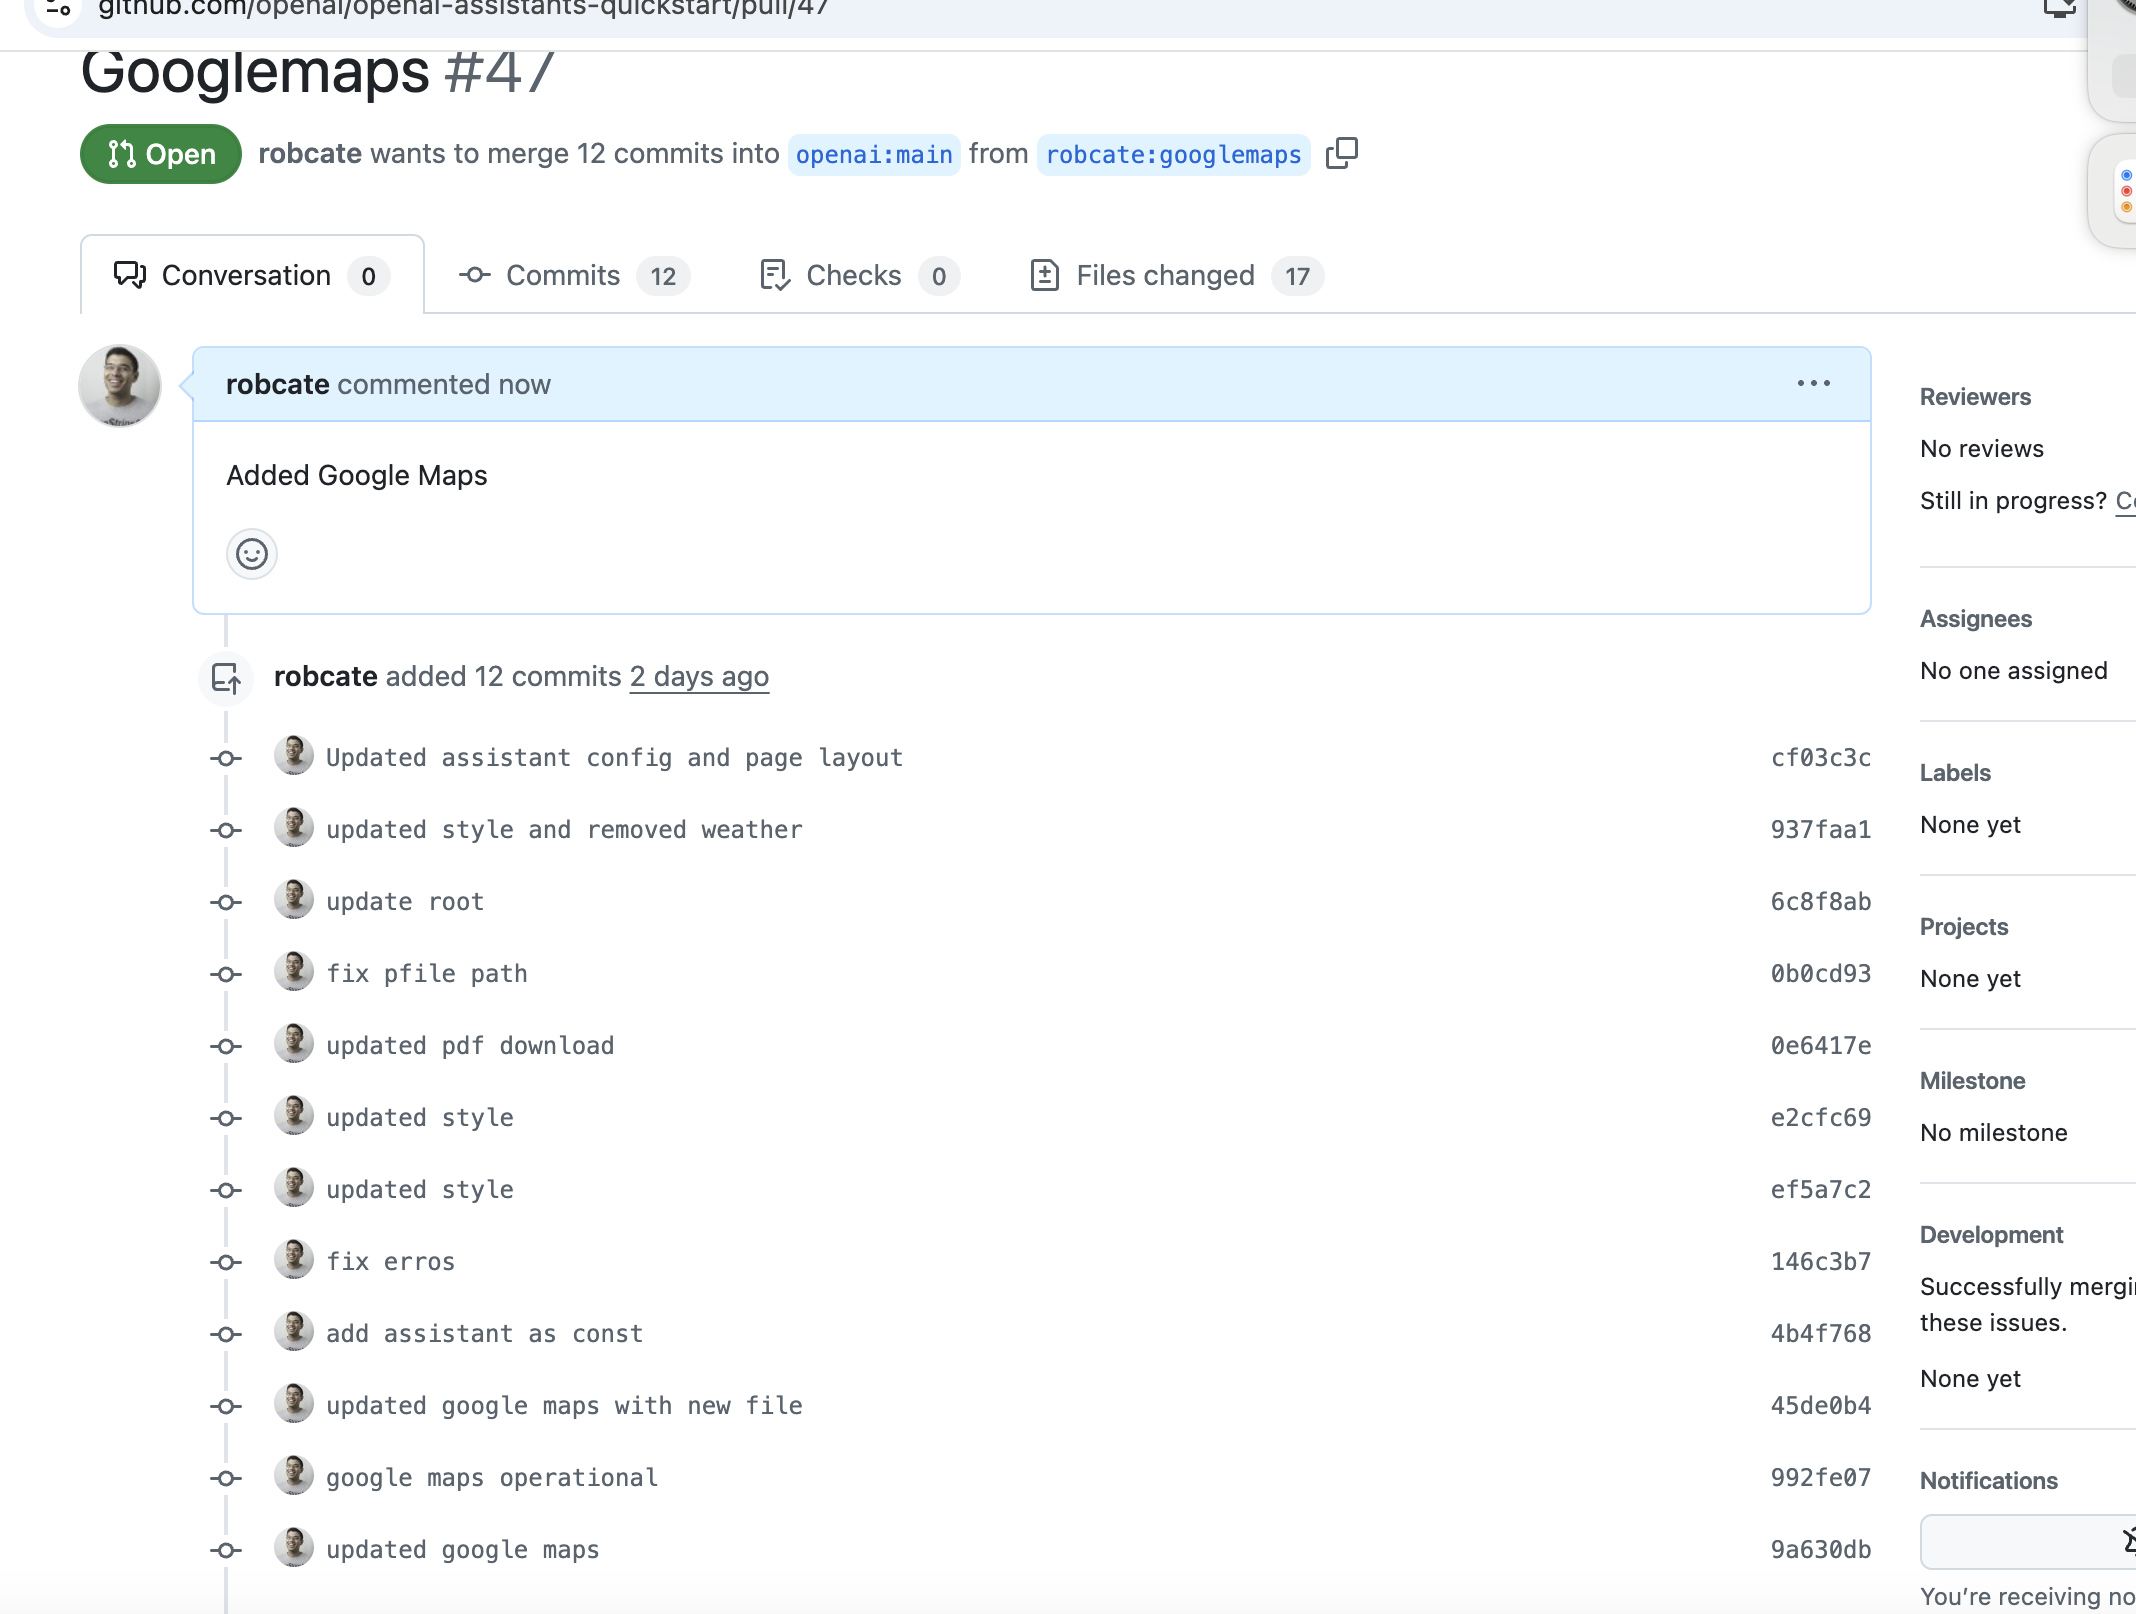 github.com/openai/openai-assistants-quickstart/pull/47
Googlemaps #47
Open robcate wants to merge 12 commits into openai:main from robcate:googlemaps
Conversation 0 Commits 12 Checks 0 Files changed 17
robcate commented now
Added Google Maps
robcate added 12 commits 2 days ago
Updated assistant config and page layout cf03c3c
updated style and removed weather 937faa1
update root 6c8f8ab
fix pfile path 0b0cd93
updated pdf download 0e6417e
updated style e2cfc69
updated style ef5a7c2
fix erros 146c3b7
add assistant as const 4b4f768
updated google maps with new file 45de0b4
google maps operational 992fe07
updated google maps 9a630db
Reviewers
No reviews
Still in progress?
Assignees
No one assigned
Labels
None yet
Projects
None yet
Milestone
No milestone
Development
Successfully
these issues.
None yet
Notifications
You're receiving